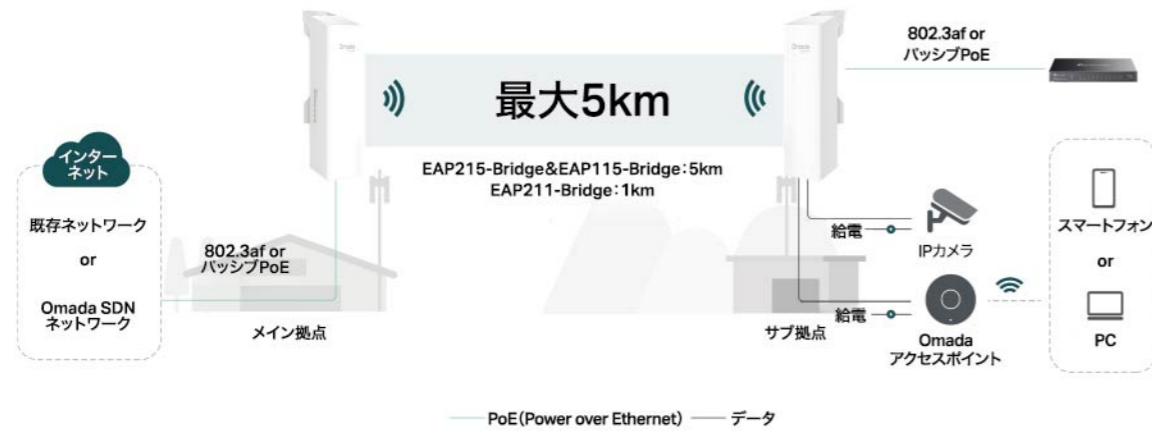 802.3af or
パッシブPoE
Omada
Omada
最大5km
インター
ネット
EAP215-Bridge&EAP115-Bridge：5km
EAP211-Bridge：1km
既存ネットワーク
or
Omada SDN
ネットワーク
802.3af or
パッシブPoE
メイン拠点
給電
IPカメラ
給電
サブ拠点
Omada
アクセスポイント
スマートフォン
or
PC
PoE（Power over Ethernet）
データ